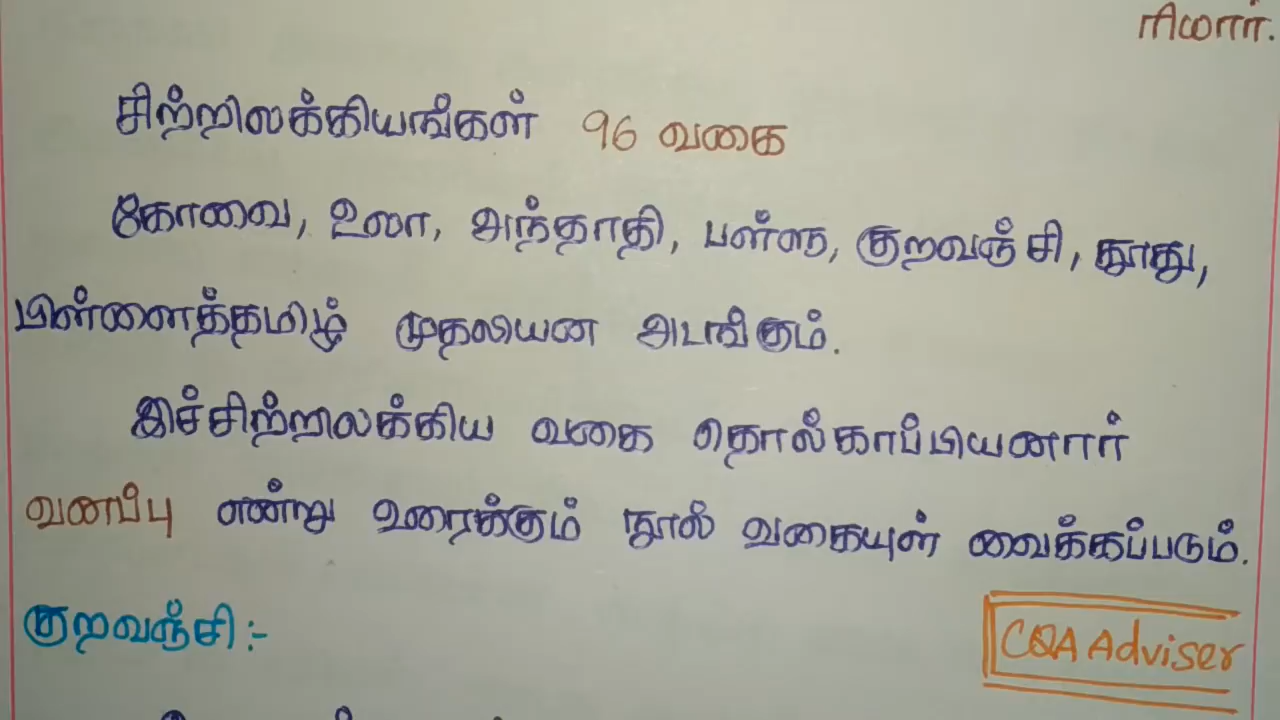 ரிமார்.
சிற்றிலக்கியங்கள் 96 வகை
கோவை, உலா, அந்தாதி, பள்ளு, குறவஞ்சி, தூது,
பிள்ளைத்தமிழ் முதலியன அடங்கும்.
இச்சிற்றிலக்கிய வகை தொல்காப்பியனார்
வனப்பு என்று உரைக்கும் நூல் வகையுள் வைக்கப்படும்.
குறவஞ்சி:-
CQA Adviser